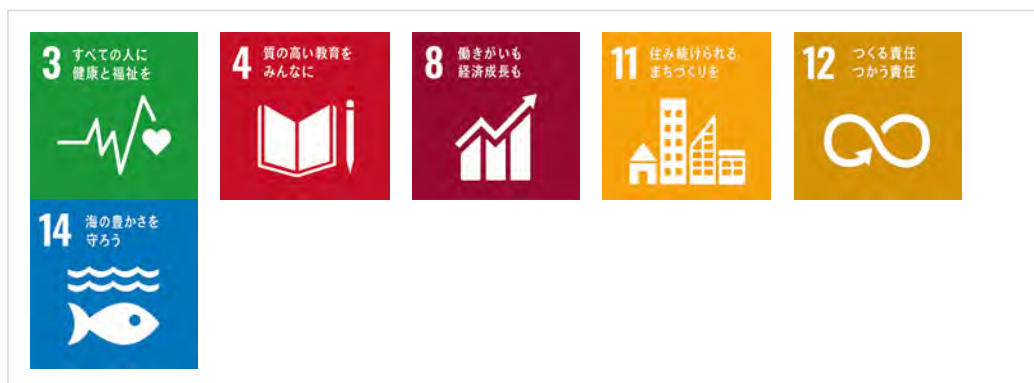 3 すべての人に
健康と福祉を
4 質の高い教育を
みんなに
8 働きがいも
経済成長も
11 住み続けられる
まちづくりを
12 つくる責任
つかう責任
14 海の豊かさを
守ろう